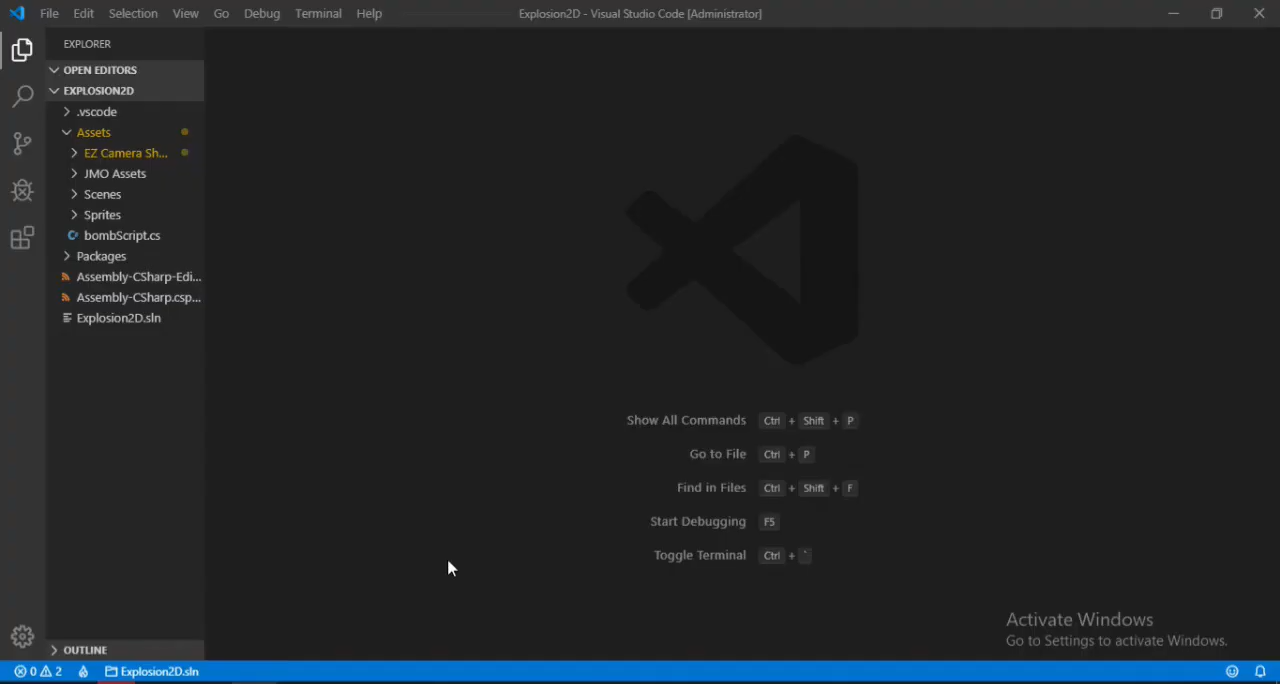 File Edit Selection View Go Debug Terminal Help
Explosion2D - Visual Studio Code [Administrator]
EXPLORER
OPEN EDITORS
EXPLOSION2D
.vscode
Assets
EZ Camera Sh...
JMO Assets
Scenes
Sprites
bombScript.cs
Packages
Assembly-CSharp-Edi...
Assembly-CSharp.csp...
Explosion2D.sln
Show All Commands Ctrl + Shift + P
Go to File Ctrl + P
Find in Files Ctrl + Shift + F
Start Debugging F5
Toggle Terminal Ctrl + `
Activate Windows
Go to Settings to activate Windows.
OUTLINE
0 2 Explosion2D.sln